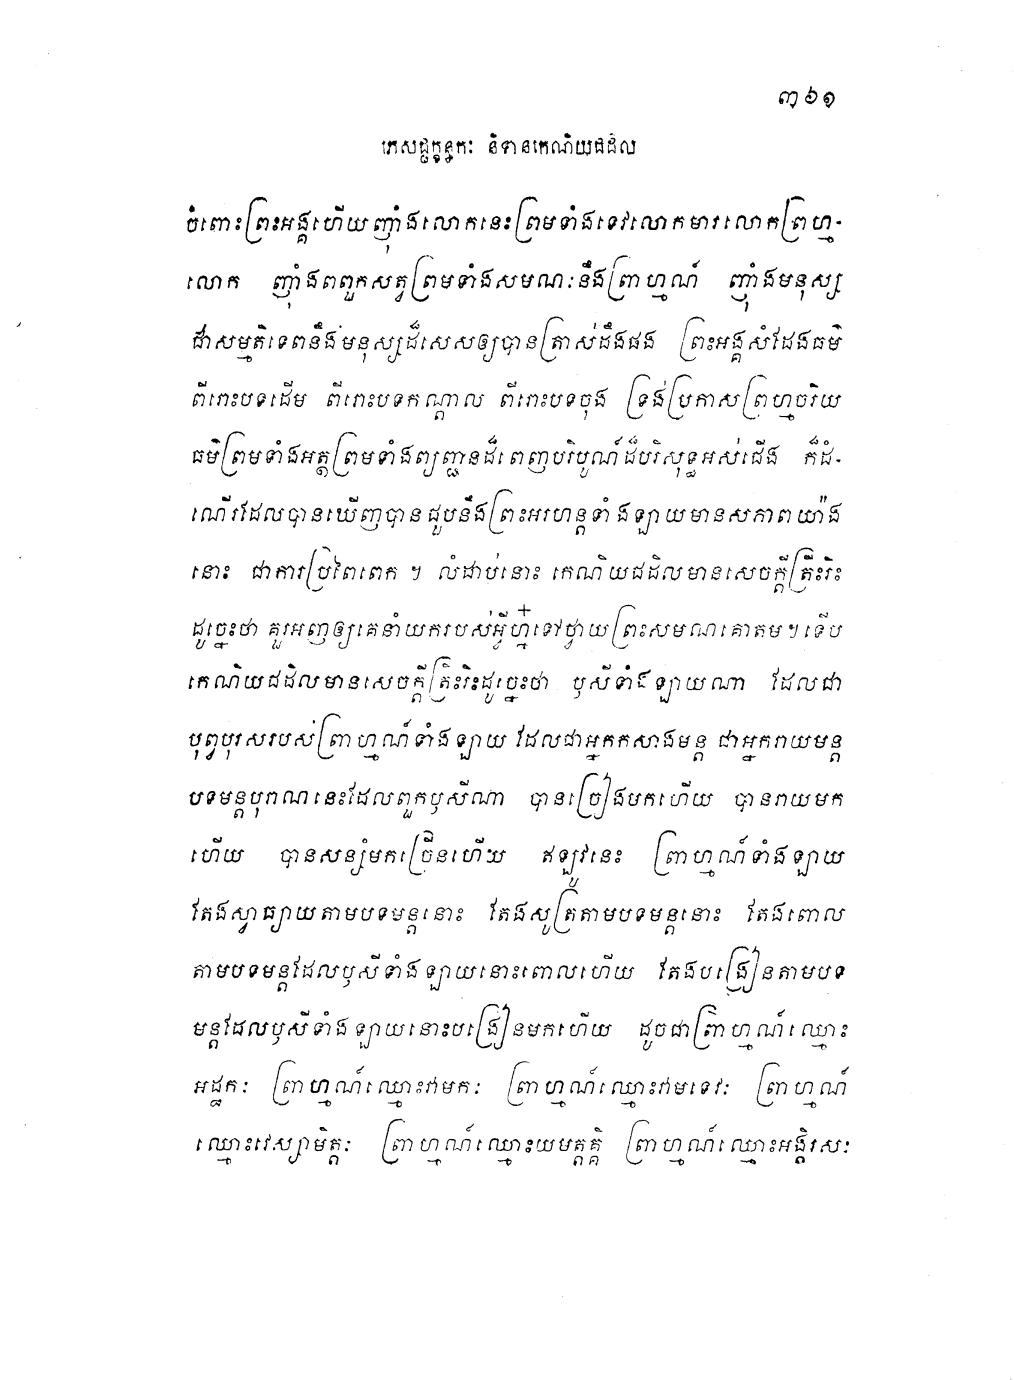 ៣៦១
ភេសជ្ជក្ខន្ធកៈ និទានកេណិយជដិល
ចំពោះព្រះអង្គហើយញ៉ាំងលោកនេះព្រមទាំងទេវលោកមារលោកព្រហ្ម-
លោក ញ៉ាំងពពួកសត្វព្រមទាំងសមណៈនឹងព្រាហ្មណ៍ ញ៉ាំងមនុស្ស
ជាសម្មតិទេពនឹងមនុស្សដ៏សេសឲ្យបានត្រាស់ដឹងផង ព្រះអង្គសំដែងធម៌
ពីរោះបទដើម ពីរោះបទកណ្តាល ពីរោះបទចុង ទ្រង់ប្រកាសព្រហ្មចរិយ
ធម៌ព្រមទាំងអត្ថព្រមទាំងព្យញ្ជនដ៏ពេញបរិបូណ៌ដ៏បរិសុទ្ធអស់ជើង ក៏ដំ-
ណើរដែលបានឃើញបានជួបនឹងព្រះអរហន្តទាំងឡាយមានសភាពយ៉ាង
នោះ ជាការប្រពៃពេក ។ លំដាប់នោះ កេណិយជដិលមានសេចក្តីត្រិះរិះ
ដូច្នេះថា គួរអញឲ្យគេនាំយករបស់អ្វីហ្ន៎ទៅថ្វាយព្រះសមណគោតម។ ទើប
កេណិយជដិលមានសេចក្តីត្រិះរិះដូច្នេះថា ឫសីទាំងឡាយណា ដែលជា
បុព្វបុរសរបស់ព្រាហ្មណ៍ទាំងឡាយ ដែលជាអ្នកកសាងមន្ត ជាអ្នករាយមន្ត
បទមន្តបុរាណនេះដែលពួកឫសីណា បានច្រៀងមកហើយ បានរាយមក
ហើយ បានសន្សំមកច្រើនហើយ ឥឡូវនេះ ព្រាហ្មណ៍ទាំងឡាយ
តែងស្វាធ្យាយតាមបទមន្តនោះ តែងសូត្រតាមបទមន្តនោះ តែងពោល
តាមបទមន្តដែលឫសីទាំងឡាយនោះពោលហើយ តែងបង្រៀនតាមបទ
មន្តដែលឫសីទាំងឡាយនោះបង្រៀនមកហើយ ដូចជាព្រាហ្មណ៍ឈ្មោះ
អដ្ឋកៈ ព្រាហ្មណ៍ឈ្មោះវាមកៈ ព្រាហ្មណ៍ឈ្មោះវាមទេវៈ ព្រាហ្មណ៍
ឈ្មោះវេស្សាមិត្តៈ ព្រាហ្មណ៍ឈ្មោះយមត្តគ្គិ ព្រាហ្មណ៍ឈ្មោះអង្គិរសៈ